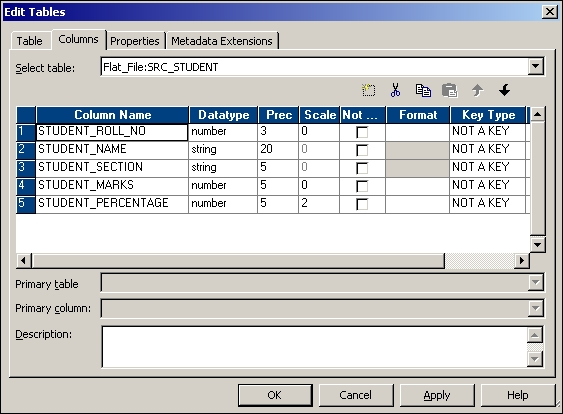 Edit Tables
Table Columns Properties Metadata Extensions
Select table: Flat_File:SRC_STUDENT
Column Name Datatype Prec Scale Not ... Format Key Type
1 STUDENT_ROLL_NO number 3 0 NOT A KEY
2 STUDENT_NAME string 20 0 NOT A KEY
3 STUDENT_SECTION string 5 0 NOT A KEY
4 STUDENT_MARKS number 5 0 NOT A KEY
5 STUDENT_PERCENTAGE number 5 2 NOT A KEY
Primary table
Primary column:
Description:
OK Cancel Apply Help